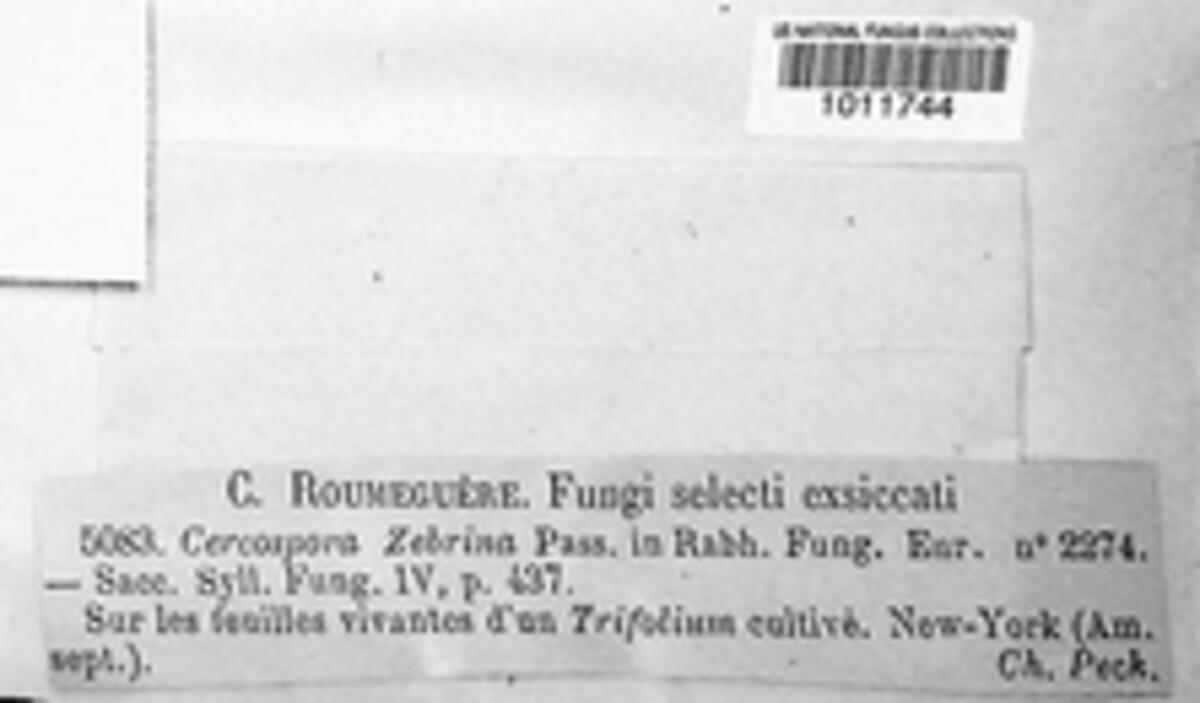 US NATIONAL FUNGUS COLLECTIONS
1011744
C. ROUMEGUÈRE. Fungi selecti exsiccati
5083. Cercospora Zebrina Pass. in Rabh. Fung. Eur. n° 2274.
— Sacc. Syll. Fung. IV, p. 437.
Sur les feuilles vivantes d'un Trifolium cultivé. New-York (Am.
sept.). Ch. Peck.